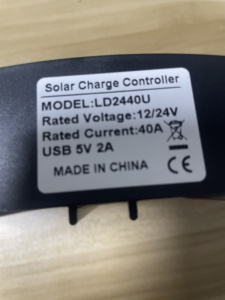 Solar Charge Controller
MODEL:LD2440U
Rated Voltage:12/24V
Rated Current:40A
USB 5V 2A
MADE IN CHINA CE